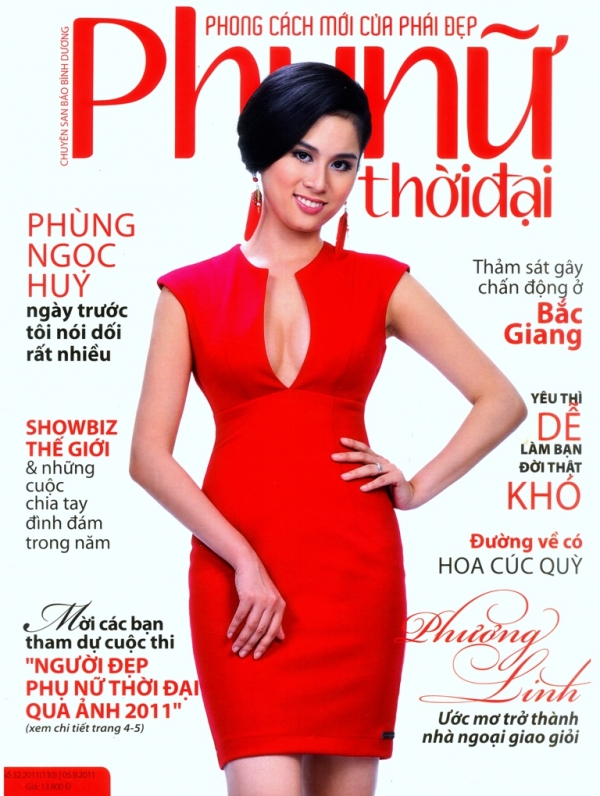 CHUYÊN SAN BÁO BÌNH DƯƠNG
PHONG CÁCH MỚI CỦA PHÁI ĐẸP
Phụ nữ
thời đại
PHÙNG
NGỌC
HUY
ngày trước
tôi nói dối
rất nhiều
SHOWBIZ
THẾ GIỚI
& những
cuộc
chia tay
đình đám
trong năm
Mời các bạn
tham dự cuộc thi
"NGƯỜI ĐẸP
PHỤ NỮ THỜI ĐẠI
QUA ẢNH 2011"
(xem chi tiết trang 4-5)
Thảm sát gây
chấn động ở
Bắc
Giang
YÊU THÌ
DỄ
LÀM BẠN
ĐỜI THẬT
KHÓ
Đường về có
HOA CÚC QUỲ
Phương
Linh
Ước mơ trở thành
nhà ngoại giao giỏi
Giá: 13.800 Đ